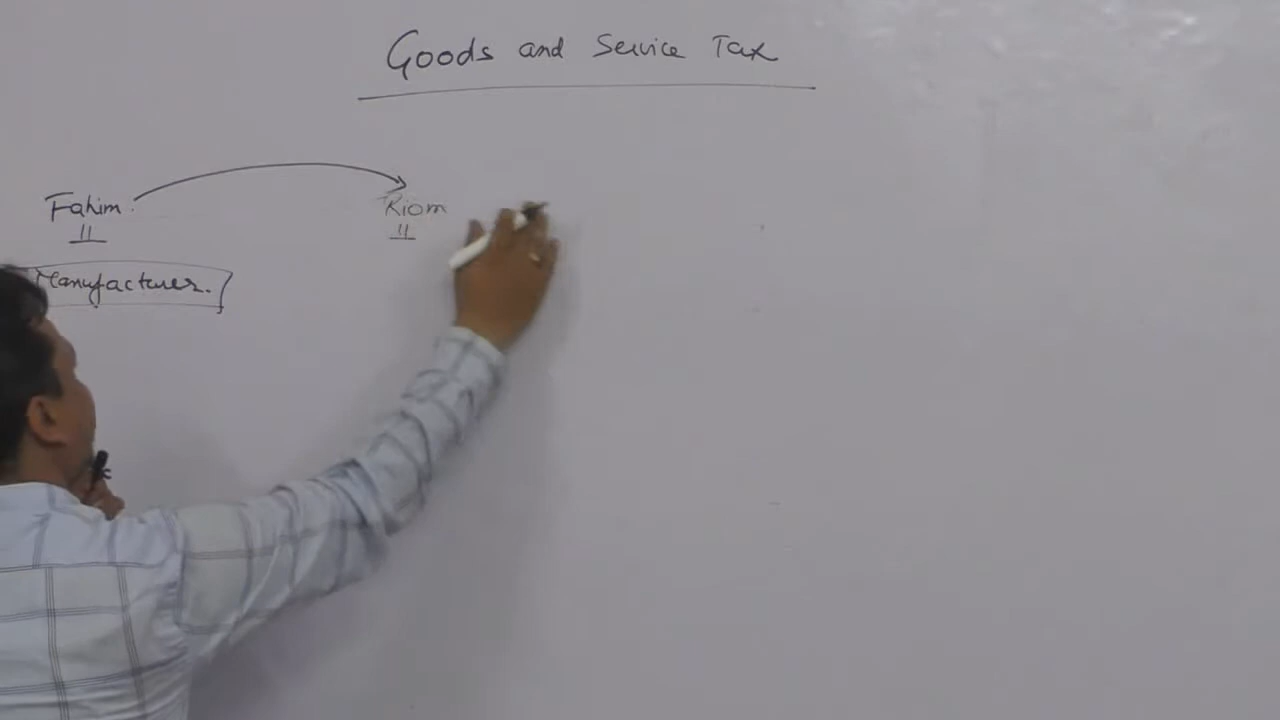 Goods and Service Tax
Fahim. Riom
"
"
Manufacturer.